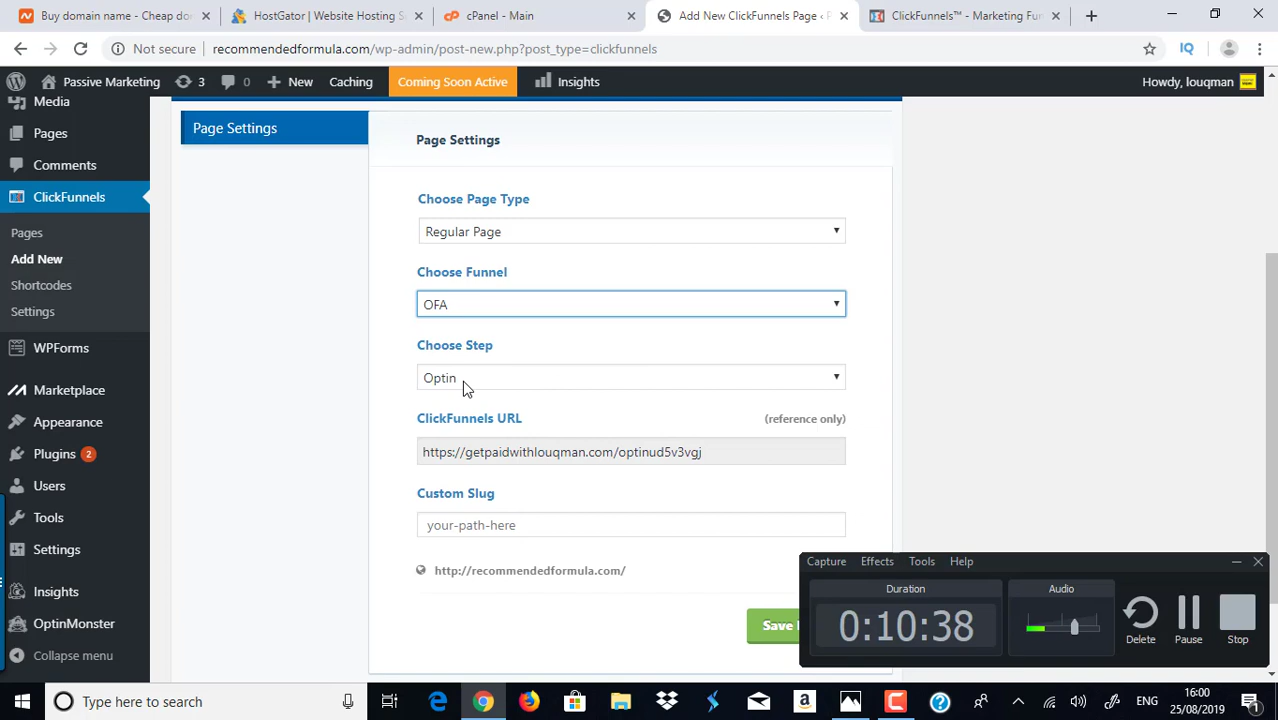 Buy domain name - Cheap do
HostGator | Website Hosting S
cPanel - Main
Add New ClickFunnels Page ‹ P
ClickFunnels™ - Marketing Fun
Not secure
recommendedformula.com/wp-admin/post-new.php?post_type=clickfunnels
IQ
Passive Marketing
3
0
New
Caching
Coming Soon Active
Insights
Howdy, louqman
Media
Pages
Comments
ClickFunnels
Pages
Add New
Shortcodes
Settings
WPForms
Marketplace
Appearance
Plugins 2
Users
Tools
Settings
Insights
OptinMonster
Collapse menu
Page Settings
Page Settings
Choose Page Type
Regular Page
Choose Funnel
OFA
Choose Step
Optin
ClickFunnels URL
(reference only)
https://getpaidwithlouqman.com/optinud5v3vgj
Custom Slug
your-path-here
http://recommendedformula.com/
Save
Capture
Effects
Tools
Help
Duration
0:10:38
Audio
Delete
Pause
Stop
Type here to search
ENG
16:00
25/08/2019
1